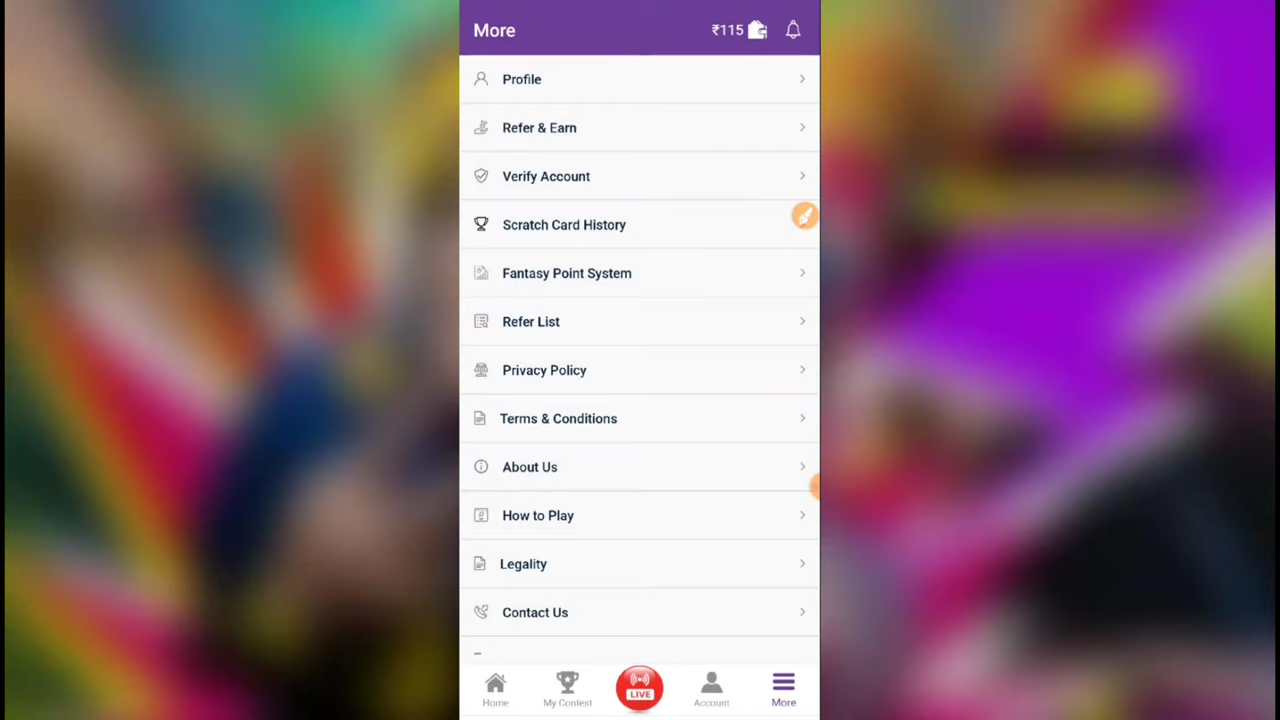 More
₹115
Profile
Refer & Earn
Verify Account
Scratch Card History
Fantasy Point System
Refer List
Privacy Policy
Terms & Conditions
About Us
How to Play
Legality
Contact Us
Home
My Contest
LIVE
Account
More